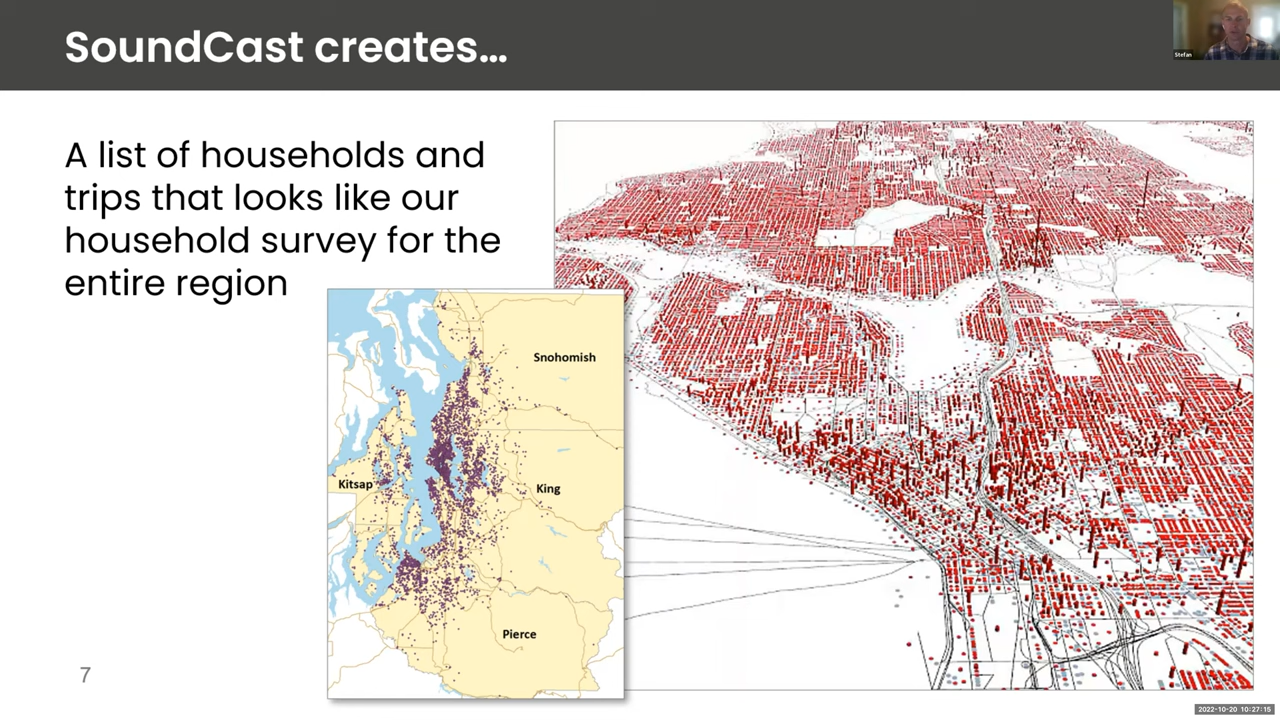 SoundCast creates...
Stefan
A list of households and
trips that looks like our
household survey for the
entire region
Snohomish
Kitsap
King
Pierce
7
2022-10-20 10:27:15